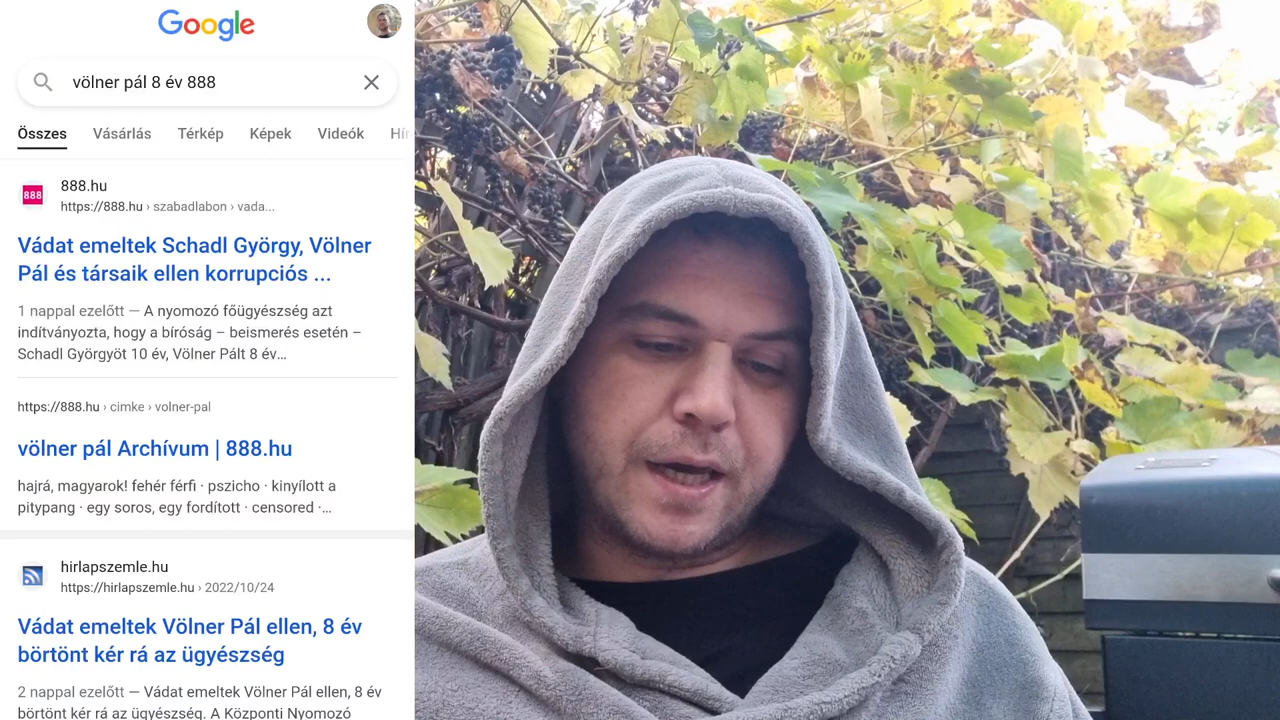 Google
völner pál 8 év 888
Összes Vásárlás Térkép Képek Videók Hír
888
888.hu
https://888.hu › szabadlabon › vada...
Vádat emeltek Schadl György, Völner
Pál és társaik ellen korrupciós ...
1 nappal ezelőtt — A nyomozó főügyészség azt
indítványozta, hogy a bíróság – beismerés esetén –
Schadl Györgyöt 10 év, Völner Pált 8 év...
https://888.hu › cimke › volner-pal
völner pál Archívum | 888.hu
hajrá, magyarok! fehér férfi · pszicho · kinyílott a
pitypang · egy soros, egy fordított · censored ·...
hirlapszemle.hu
https://hirlapszemle.hu › 2022/10/24
Vádat emeltek Völner Pál ellen, 8 év
börtönt kér rá az ügyészség
2 nappal ezelőtt — Vádat emeltek Völner Pál ellen, 8 év
börtönt kér rá az ügyészség. A Központi Nyomozó